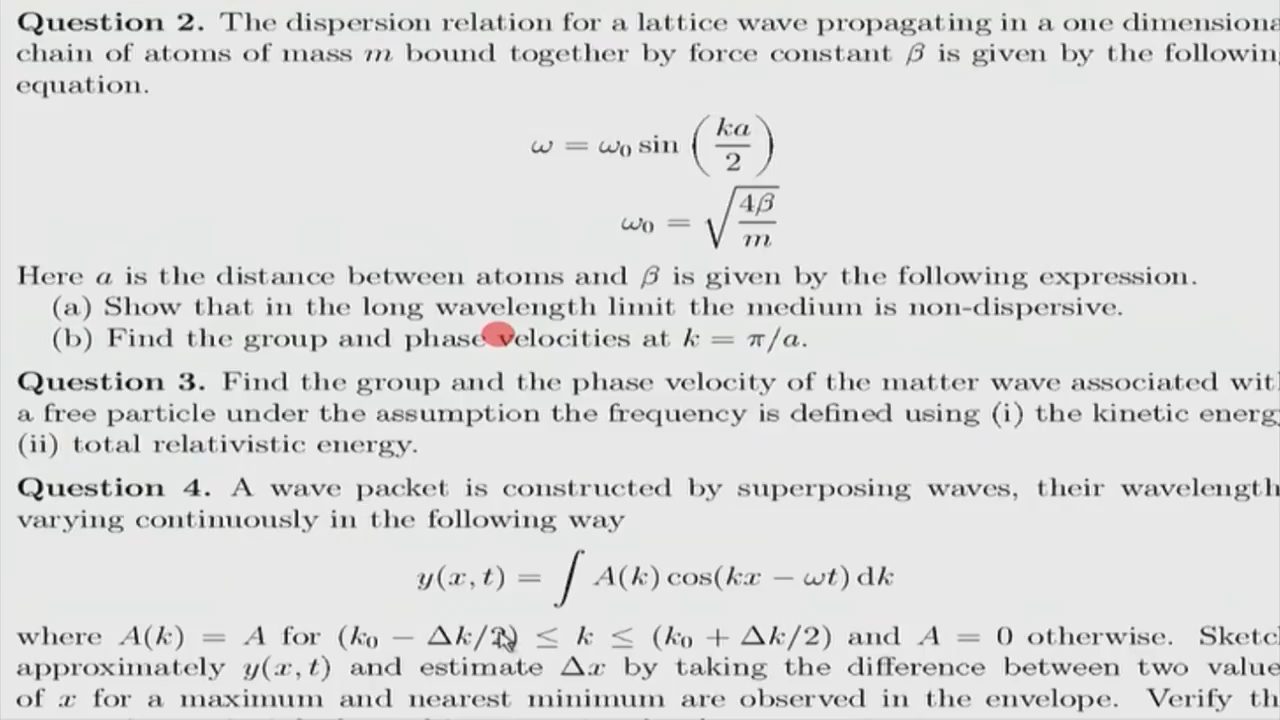 Question 2. The dispersion relation for a lattice wave propagating in a one dimensiona
chain of atoms of mass m bound together by force constant β is given by the followin
equation.
ω = ω₀ sin (ka/2)
ω₀ = √(4β/m)
Here a is the distance between atoms and β is given by the following expression.
(a) Show that in the long wavelength limit the medium is non-dispersive.
(b) Find the group and phase velocities at k = π/a.
Question 3. Find the group and the phase velocity of the matter wave associated wit
a free particle under the assumption the frequency is defined using (i) the kinetic energ
(ii) total relativistic energy.
Question 4. A wave packet is constructed by superposing waves, their wavelength
varying continuously in the following way
y(x, t) = ∫ A(k) cos(kx − ωt) dk
where A(k) = A for (k₀ − Δk/2) ≤ k ≤ (k₀ + Δk/2) and A = 0 otherwise. Sketc
approximately y(x, t) and estimate Δx by taking the difference between two value
of x for a maximum and nearest minimum are observed in the envelope. Verify th